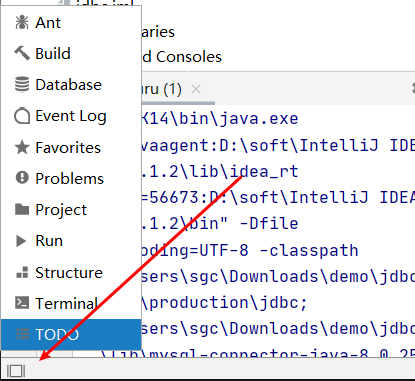 jdbc.iml
Ant
aries
Build
d Consoles
Database
uru (1)
Event Log
K14\bin\java.exe
Favorites
vaagent:D:\soft\IntelliJ IDE
Problems
.1.2\lib\idea_rt
Project
=56673:D:\soft\IntelliJ IDEA
.1.2\bin" -Dfile
Run
oding=UTF-8 -classpath
Structure
ers\sgc\Downloads\demo\jdbc
Terminal
\production\jdbc;
TODO
ers\sgc\Downloads\demo\jdbc
\lib\mysql-connector-java-8.0.25